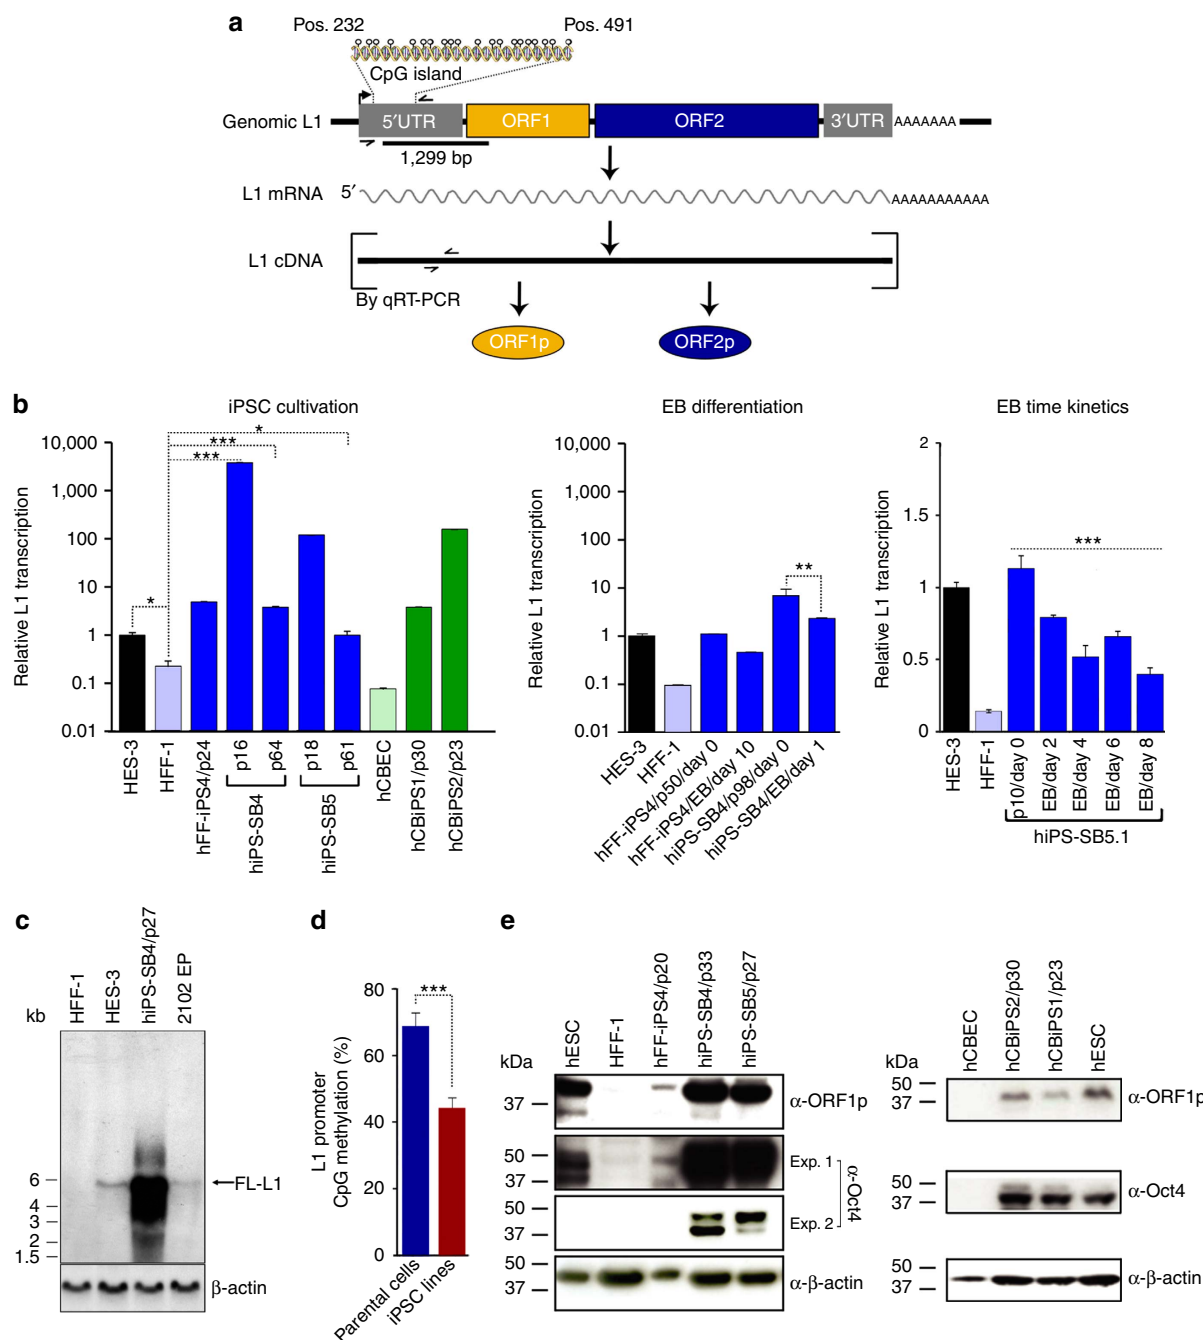 a
Pos. 232
Pos. 491
CpG island
Genomic L1
5′UTR
ORF1
ORF2
3′UTR
AAAAAAA
1,299 bp
L1 mRNA
5′
AAAAAAAAAAA
L1 cDNA
By qRT-PCR
ORF1p
ORF2p
b
iPSC cultivation
Relative L1 transcription
10,000
1,000
100
10
1
0.1
0.01
*
***
***
*
HES-3
HFF-1
hFF-iPS4/p24
p16
p64
hiPS-SB4
p18
p61
hiPS-SB5
hCBEC
hCBiPS1/p30
hCBiPS2/p23
EB differentiation
Relative L1 transcription
10,000
1,000
100
10
1
0.1
0.01
**
HES-3
HFF-1
hFF-iPS4/p50/day 0
hFF-iPS4/EB/day 10
hiPS-SB4/p98/day 0
hiPS-SB4/EB/day 1
EB time kinetics
Relative L1 transcription
2
1.5
1
0.5
0
***
HES-3
HFF-1
p10/day 0
EB/day 2
EB/day 4
EB/day 6
EB/day 8
hiPS-SB5.1
c
kb
HFF-1
HES-3
hiPS-SB4/p27
2102 EP
6
4
3
2
1.5
FL-L1
β-actin
d
L1 promoter
CpG methylation (%)
80
60
40
20
0
***
Parental cells
iPSC lines
e
kDa
hESC
HFF-1
hFF-iPS4/p20
hiPS-SB4/p33
hiPS-SB5/p27
37
α-ORF1p
50
37
Exp. 1
50
37
Exp. 2
α-Oct4
50
37
α-β-actin
kDa
hCBEC
hCBiPS2/p30
hCBiPS1/p23
hESC
50
37
α-ORF1p
50
37
α-Oct4
50
37
α-β-actin